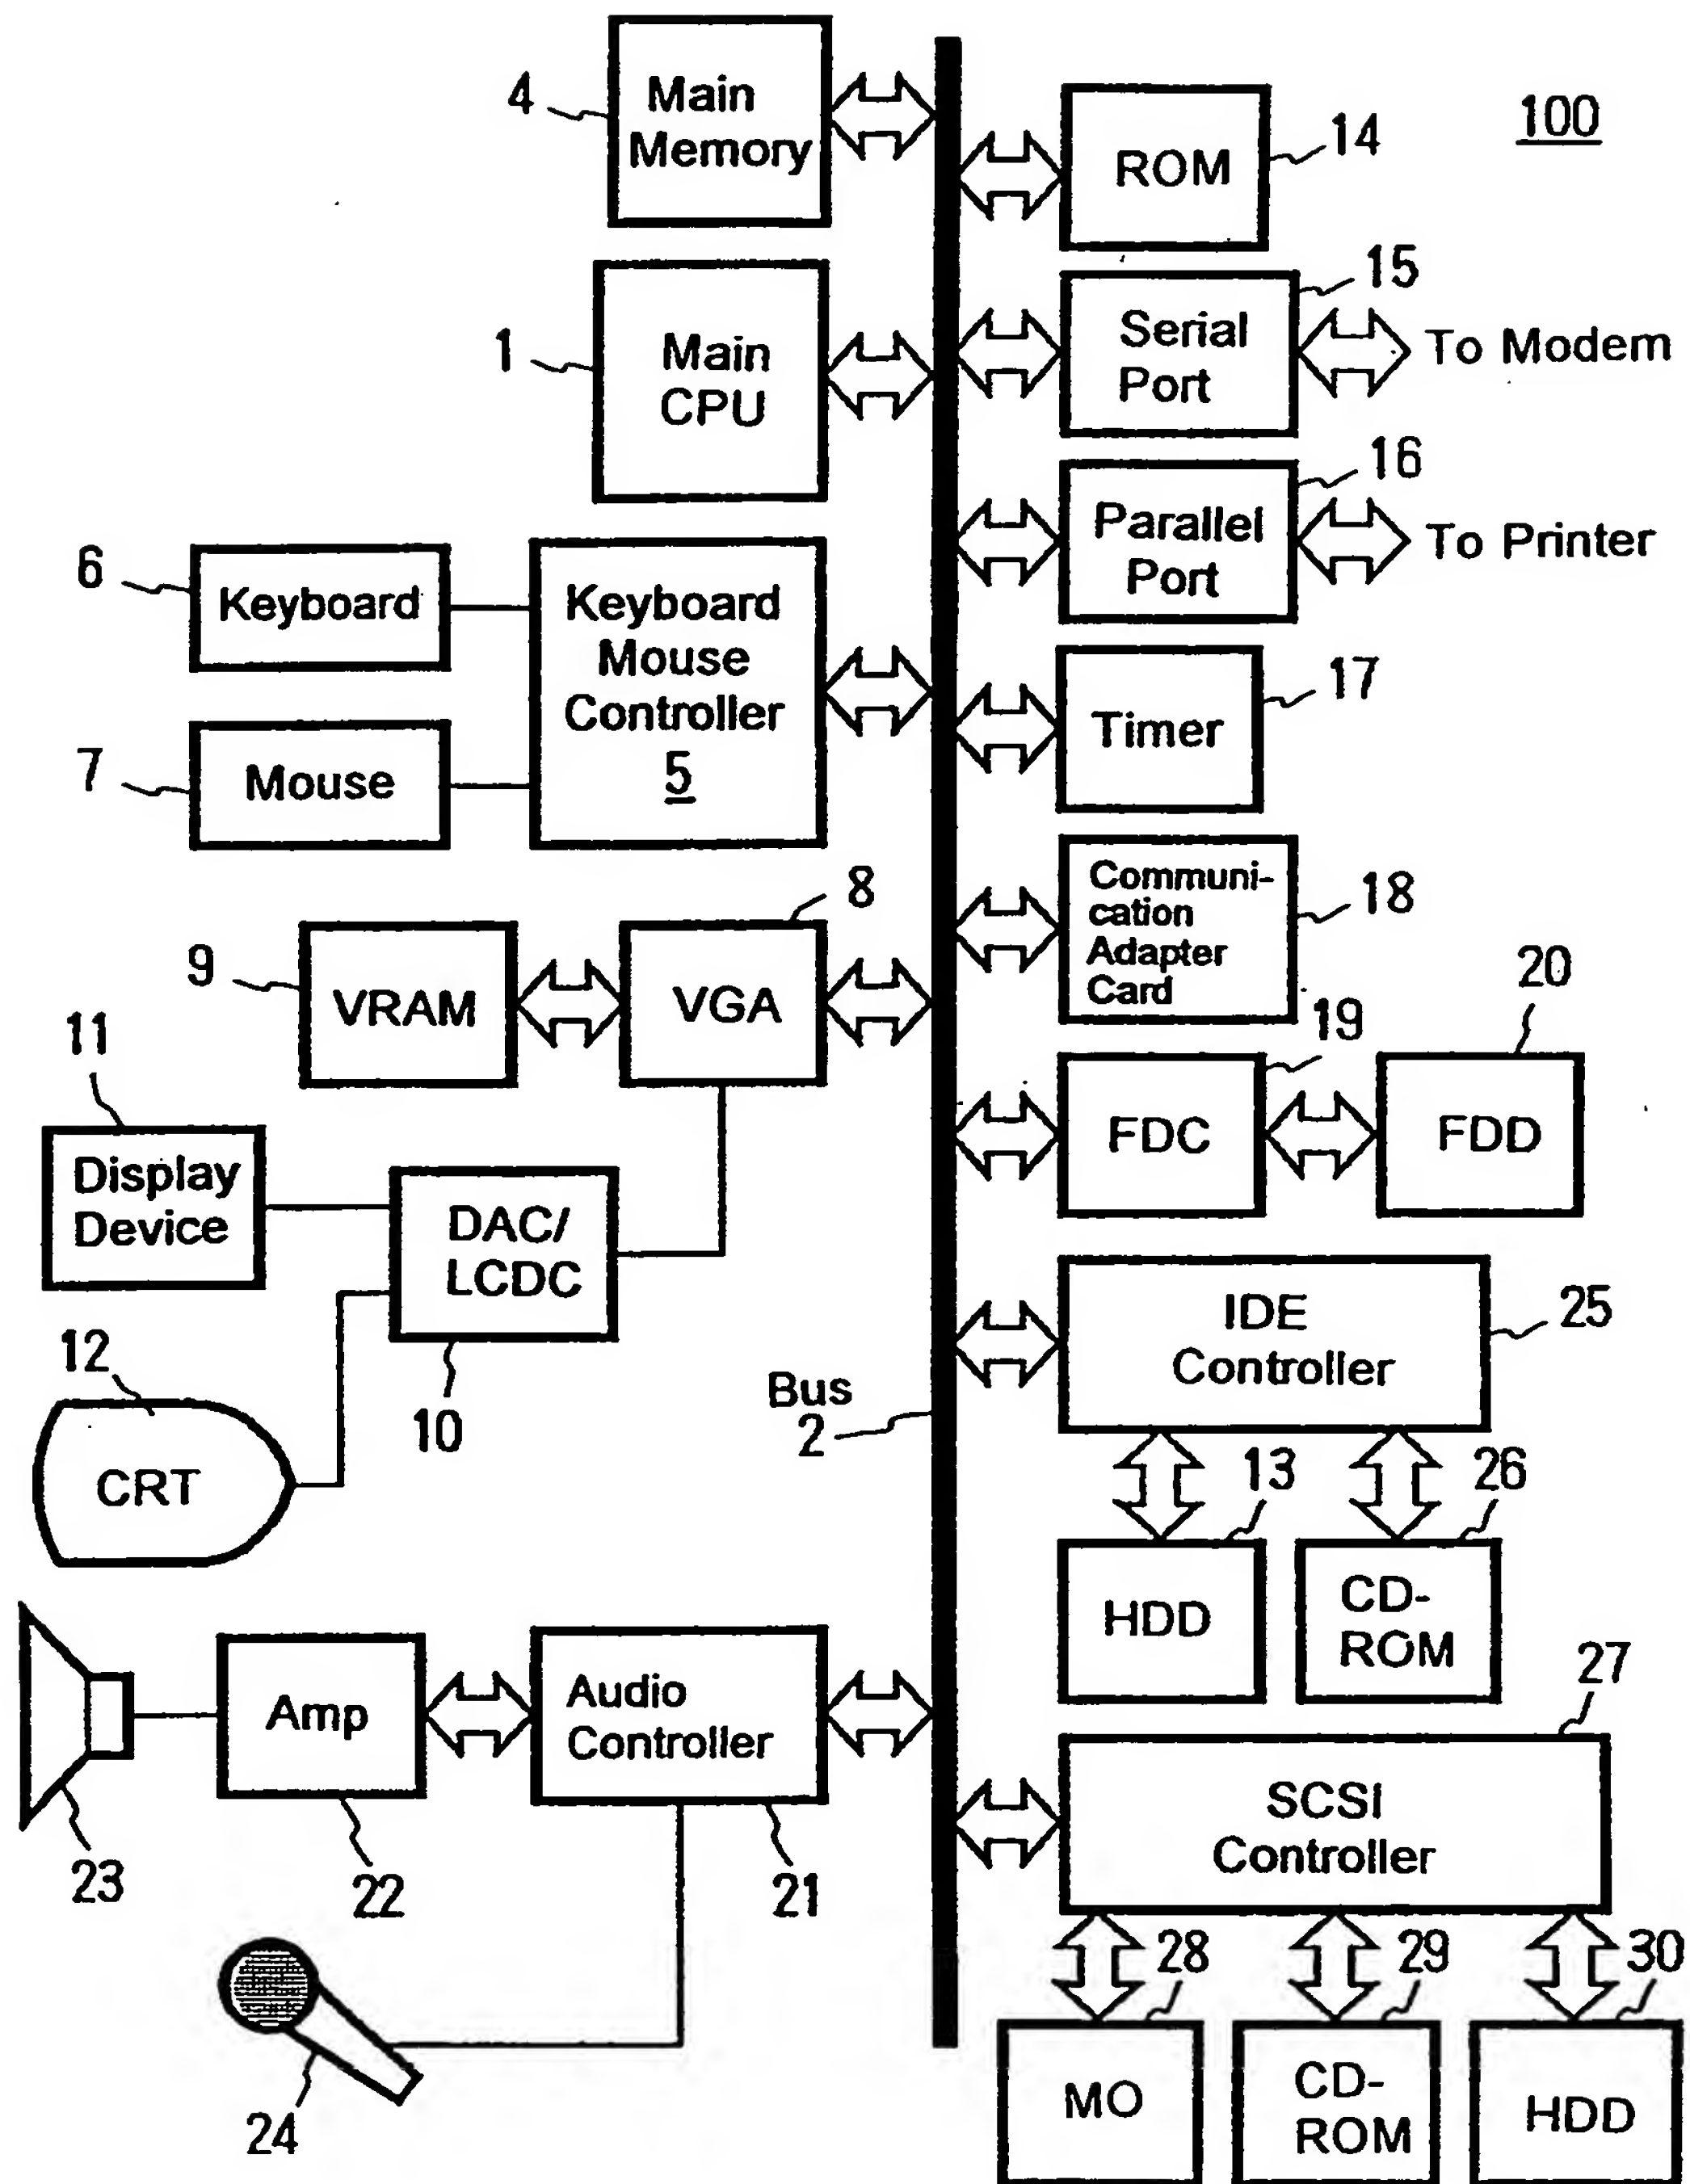 4
Main
Memory
ROM
14
100
1
Main
CPU
15
Serial
Port
To Modem
16
Parallel
Port
To Printer
6
Keyboard
7
Mouse
Keyboard
Mouse
Controller
5
17
Timer
Communi-
cation
Adapter
Card
18
8
9
VRAM
VGA
11
Display
Device
DAC/
LCDC
10
12
CRT
19
20
FDC
FDD
Bus
2
IDE
Controller
25
13
26
HDD
CD-
ROM
Amp
Audio
Controller
23
22
21
24
27
SCSI
Controller
28
29
30
MO
CD-
ROM
HDD